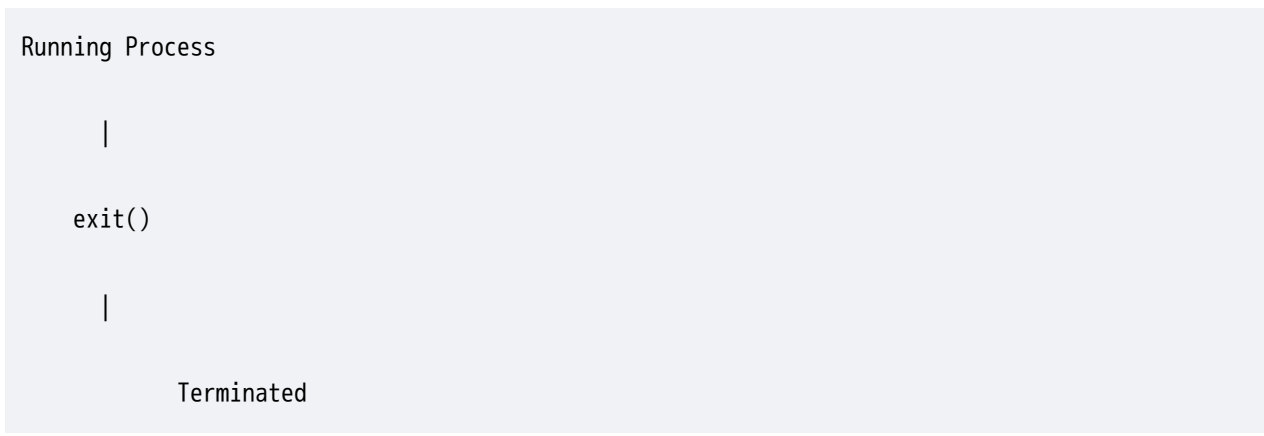 Running Process
|
exit()
|
Terminated